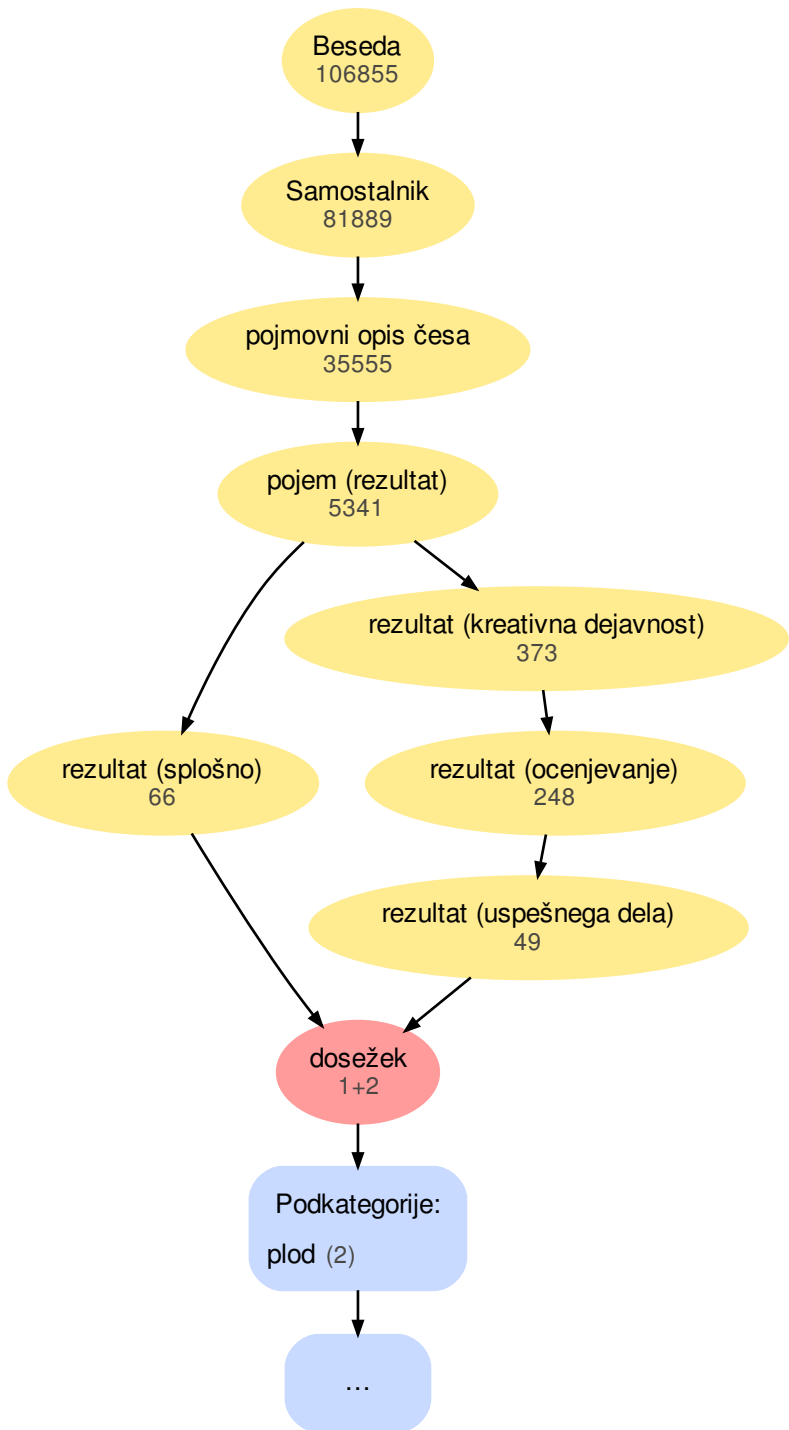 Beseda
106855
Samostalnik
81889
pojmovni opis česa
35555
pojem (rezultat)
5341
rezultat (kreativna dejavnost)
373
rezultat (splošno)
66
rezultat (ocenjevanje)
248
rezultat (uspešnega dela)
49
dosežek
1+2
Podkategorije:
plod (2)
...